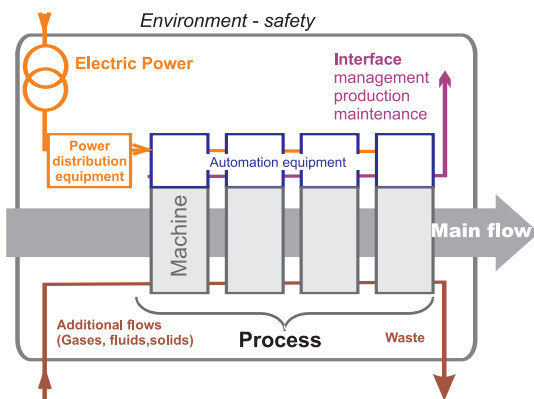 Environment - safety
Electric Power
Interface
management
production
maintenance
Power
distribution
equipment
Automation equipment
Machine
Main flow
Additional flows
(Gases, fluids,solids)
Process
Waste